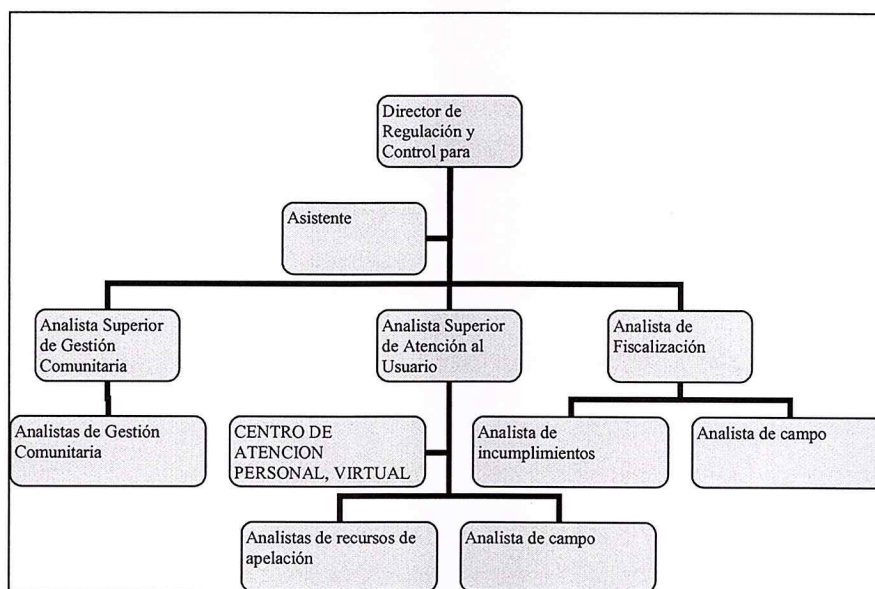 Director de
Regulación y
Control para
Asistente
Analista Superior
de Gestión
Comunitaria
Analista Superior
de Atención al
Usuario
Analista de
Fiscalización
Analistas de Gestión
Comunitaria
CENTRO DE
ATENCION
PERSONAL, VIRTUAL
Analista de
incumplimientos
Analista de campo
Analistas de recursos de
apelación
Analista de campo